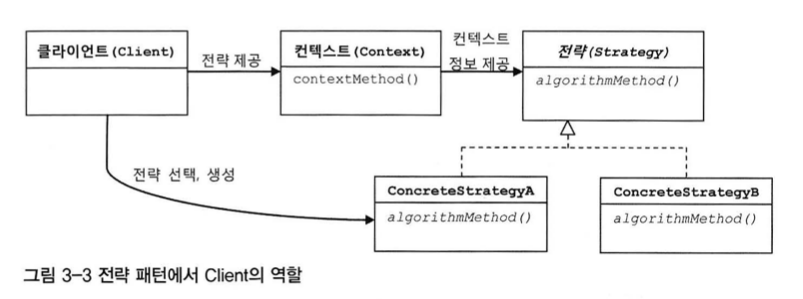 클라이언트(Client)
전략 제공
컨텍스트(Context)
contextMethod()
컨텍스트
정보 제공
전략(Strategy)
algorithmMethod()
전략 선택, 생성
ConcreteStrategyA
algorithmMethod()
ConcreteStrategyB
algorithmMethod()
그림 3-3 전략 패턴에서 Client의 역할